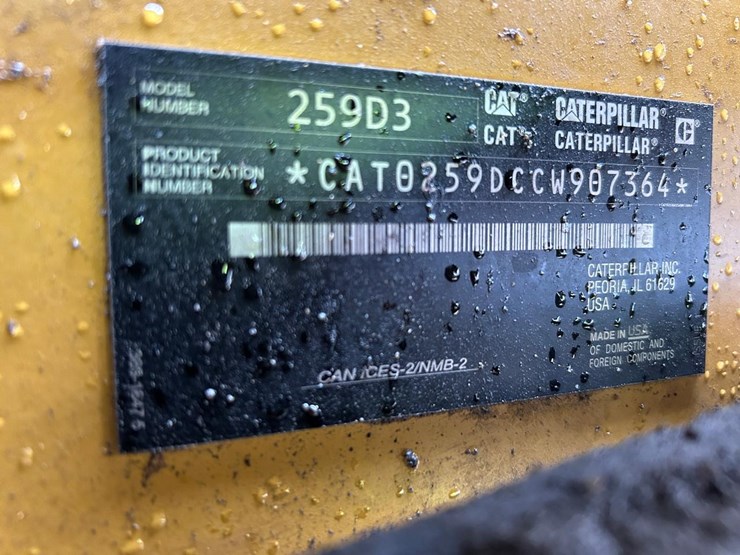 MODEL
NUMBER
259D3
CAT® CATERPILLAR®
CAT® CATERPILLAR®
PRODUCT
IDENTIFICATION
NUMBER
*CAT0259DCCW907364*
CATERPILLAR INC.
PEORIA, IL 61629
USA
MADE IN USA
OF DOMESTIC AND
FOREIGN COMPONENTS
CAN ICES-2/NMB-2